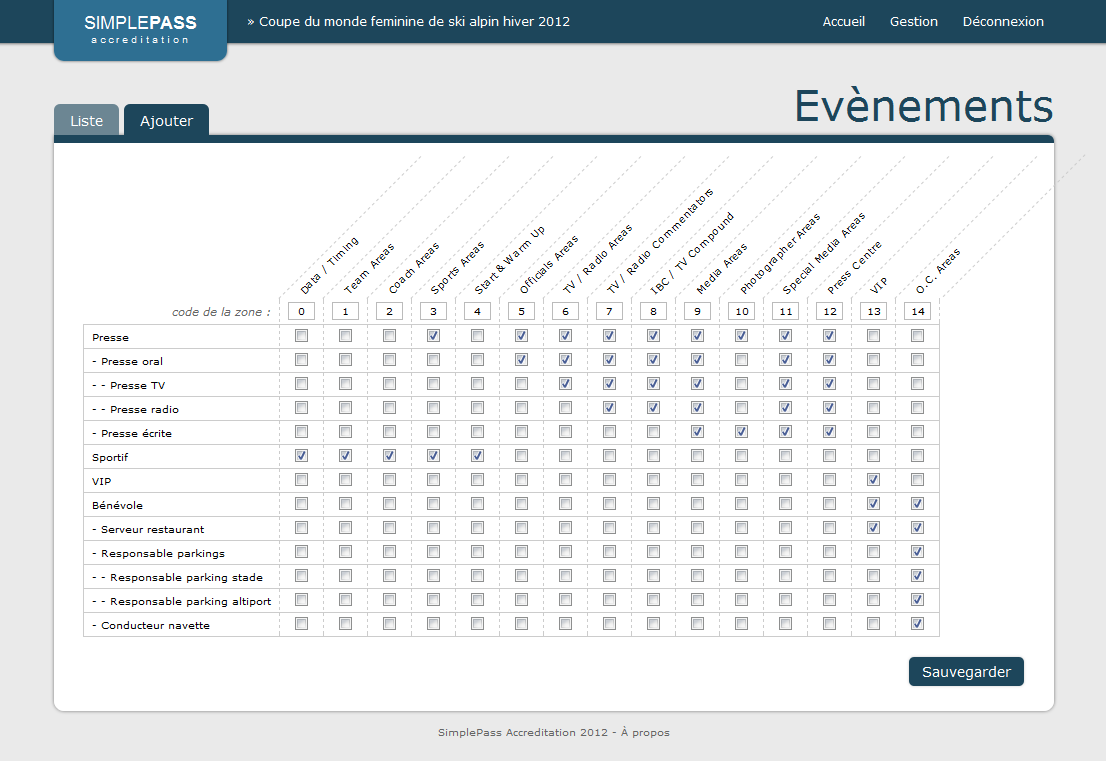 SIMPLEPASS
accreditation
» Coupe du monde feminine de ski alpin hiver 2012
Accueil
Gestion
Déconnexion
Liste
Ajouter
Evènements
Data / Timing
Team Areas
Coach Areas
Sports Areas
Start & Warm Up
Officials Areas
TV / Radio Areas
TV / Radio Commentators
IBC / TV Compound
Media Areas
Photographer Areas
Special Media Areas
Press Centre
VIP
O.C. Areas
code de la zone : 0 1 2 3 4 5 6 7 8 9 10 11 12 13 14
Presse
- Presse oral
- - Presse TV
- - Presse radio
- Presse écrite
Sportif
VIP
Bénévole
- Serveur restaurant
- Responsable parkings
- - Responsable parking stade
- - Responsable parking altiport
- Conducteur navette
Sauvegarder
SimplePass Accreditation 2012 - À propos